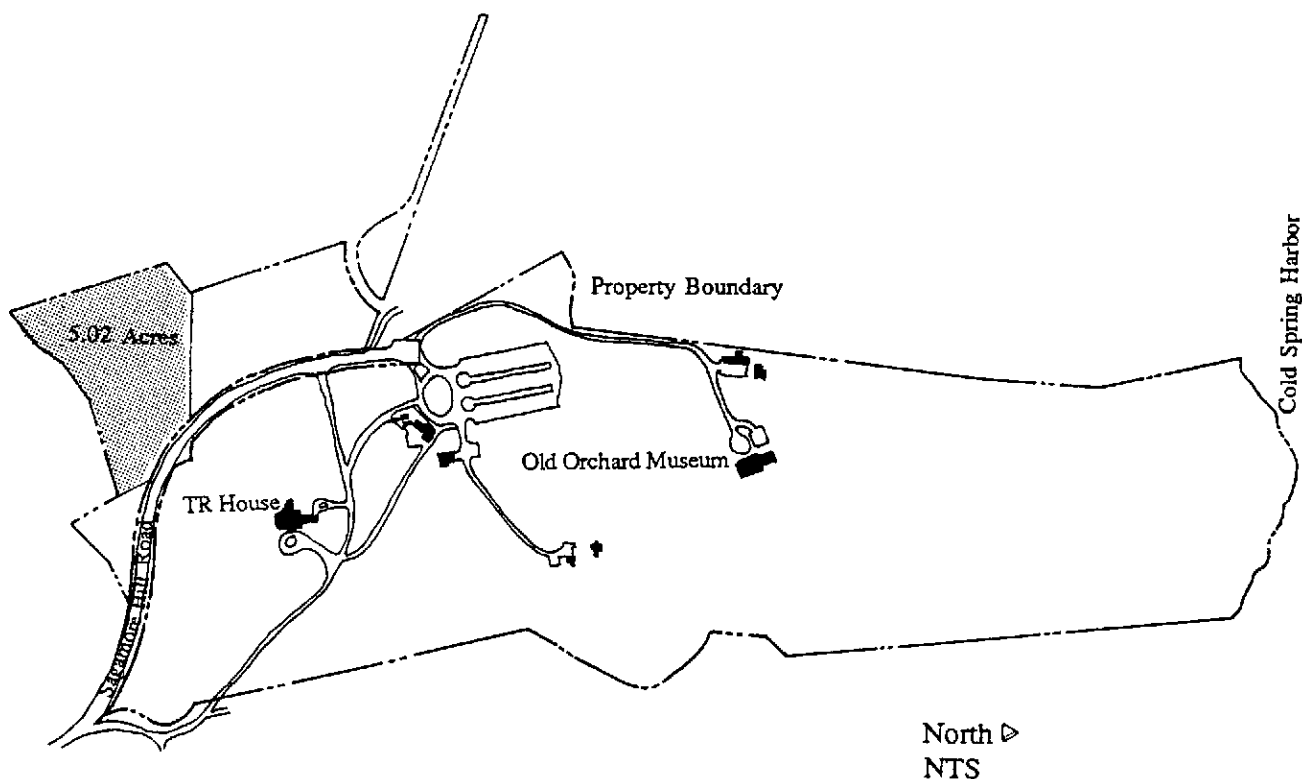 Property Boundary
5.02 Acres
Old Orchard Museum
TR House
Sagamore Hill Road
Cold Spring Harbor
North ▷
NTS